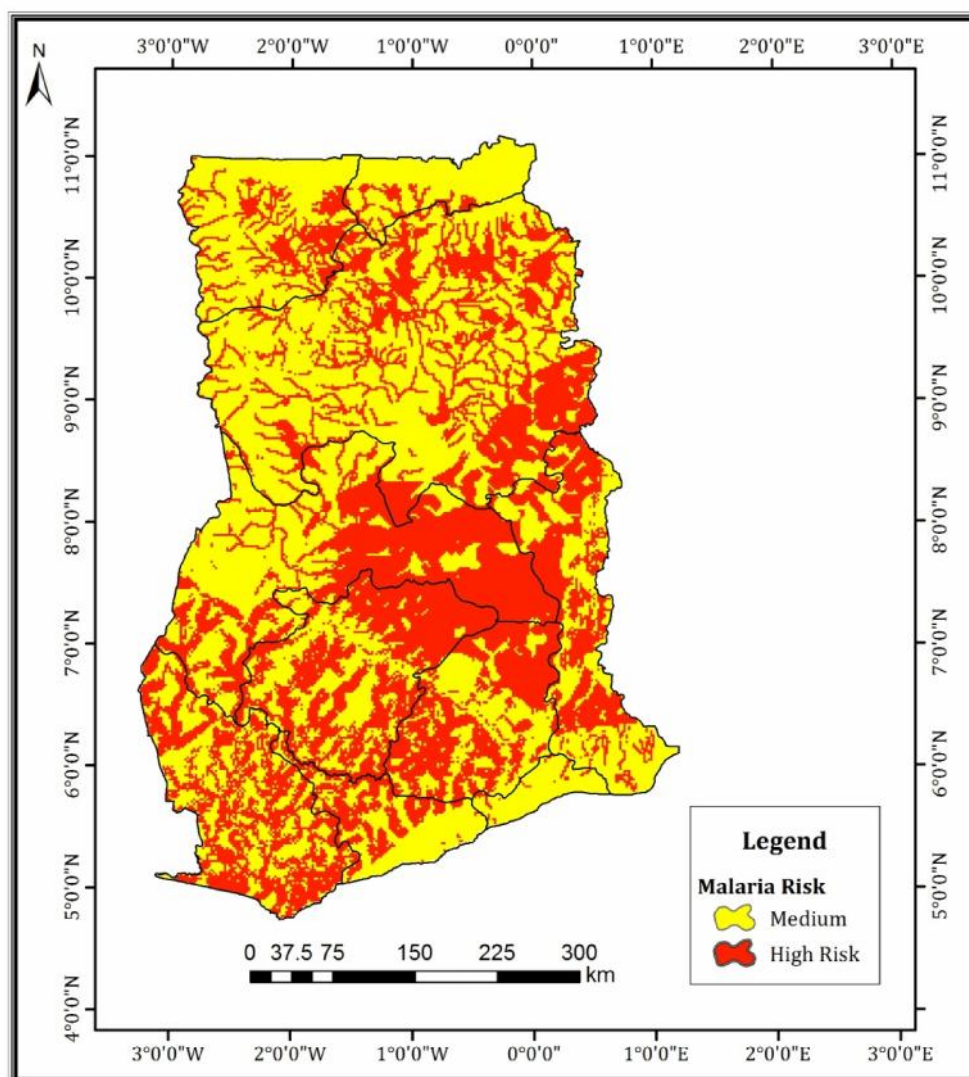 N
3°0'0"W 2°0'0"W 1°0'0"W 0°0'0" 1°0'0"E 2°0'0"E 3°0'0"E
11°0'0"N 11°0'0"N
10°0'0"N 10°0'0"N
9°0'0"N 9°0'0"N
8°0'0"N 8°0'0"N
7°0'0"N 7°0'0"N
6°0'0"N 6°0'0"N
5°0'0"N 5°0'0"N
4°0'0"N 4°0'0"N
Legend
Malaria Risk
Medium
High Risk
0 37.5 75 150 225 300
km
3°0'0"W 2°0'0"W 1°0'0"W 0°0'0" 1°0'0"E 2°0'0"E 3°0'0"E